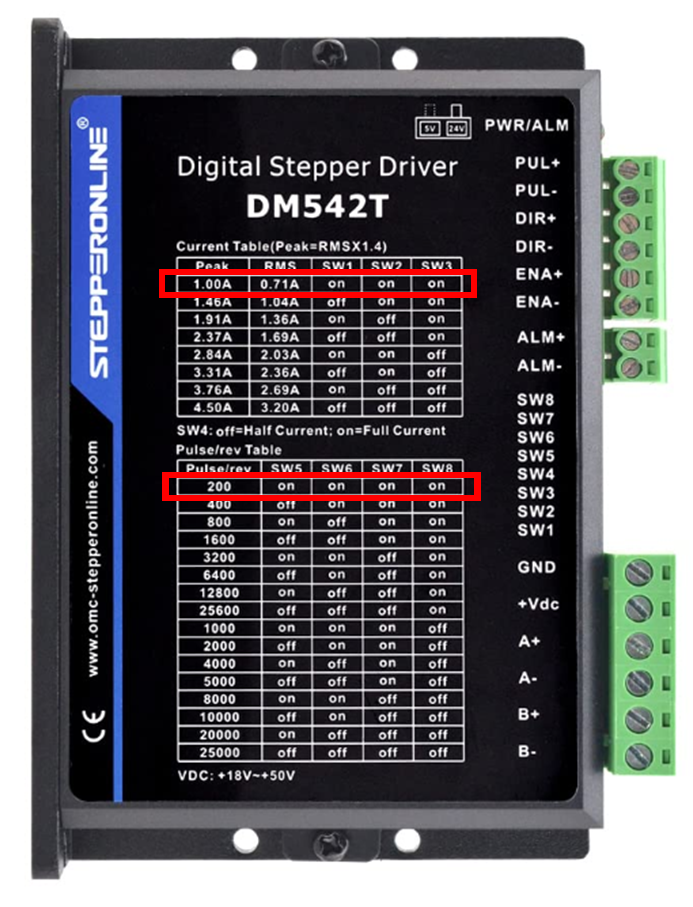 STEPPERONLINE®
www.omc-stepperonline.com
CE
5V 24V PWR/ALM
Digital Stepper Driver
DM542T
Current Table(Peak=RMSX1.4)
Peak RMS SW1 SW2 SW3
1.00A 0.71A on on on
1.46A 1.04A off on on
1.91A 1.36A on off on
2.37A 1.69A off off on
2.84A 2.03A on on off
3.31A 2.36A off on off
3.76A 2.69A on off off
4.50A 3.20A off off off
SW4: off=Half Current; on=Full Current
Pulse/rev Table
Pulse/rev SW5 SW6 SW7 SW8
200 on on on on
400 off on on on
800 on off on on
1600 off off on on
3200 on on off on
6400 off on off on
12800 on off off on
25600 off off off on
1000 on on on off
2000 off on on off
4000 on off on off
5000 off off on off
8000 on on off off
10000 off on off off
20000 on off off off
25000 off off off off
VDC: +18V~+50V
PUL+
PUL-
DIR+
DIR-
ENA+
ENA-
ALM+
ALM-
SW8
SW7
SW6
SW5
SW4
SW3
SW2
SW1
GND
+Vdc
A+
A-
B+
B-